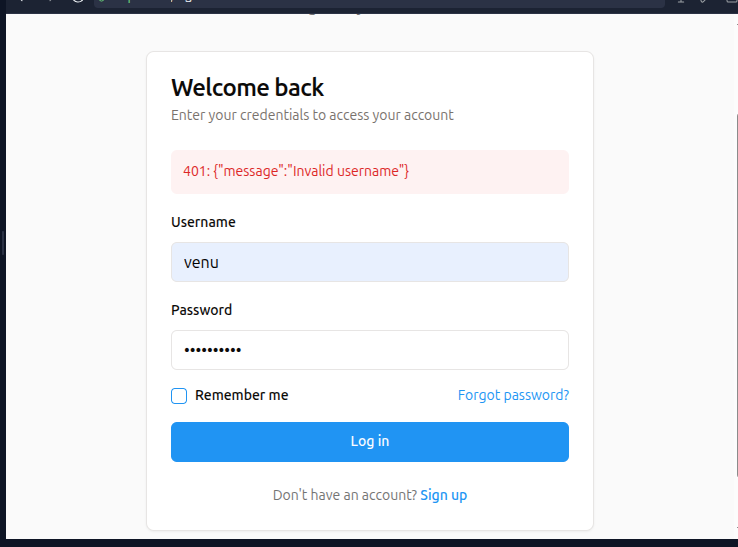 Welcome back
Enter your credentials to access your account
401: {"message":"Invalid username"}
Username
venu
Password
••••••••••
Remember me
Forgot password?
Log in
Don't have an account? Sign up